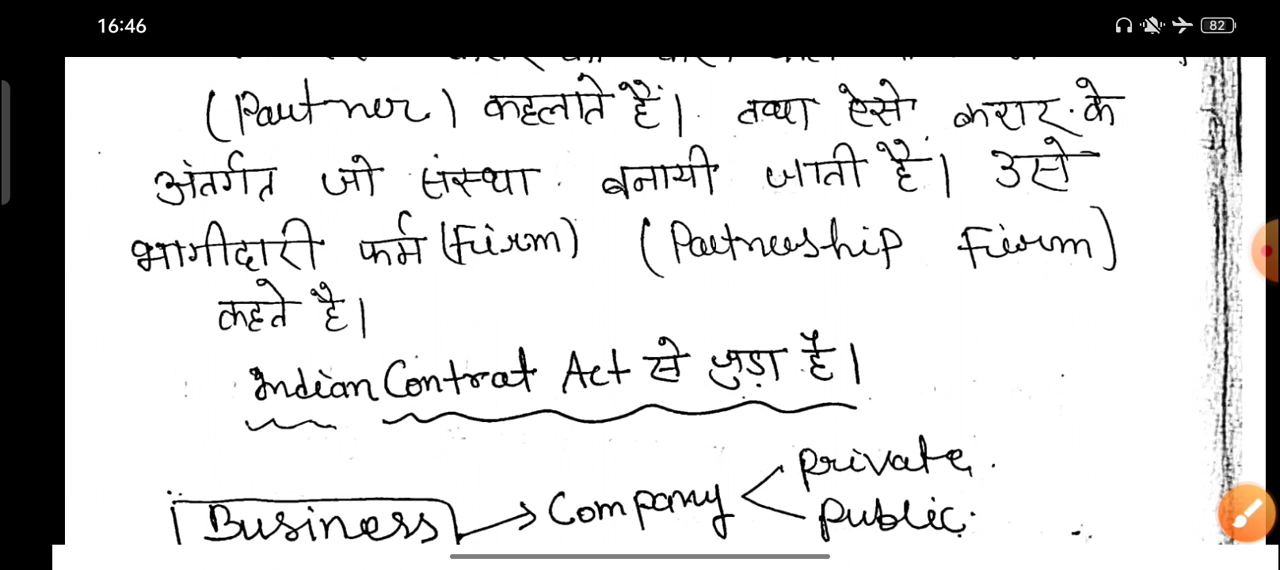 16:46
82
(Partner) कहलाते हैं। तथा ऐसे करार के
अंतर्गत जो संस्था बनायी जाती है। उसे
भागीदारी फर्म (Firm) (Partnership Firm)
कहते है।
Indian Contrat Act से जुड़ा है।
private
Business → Company
public